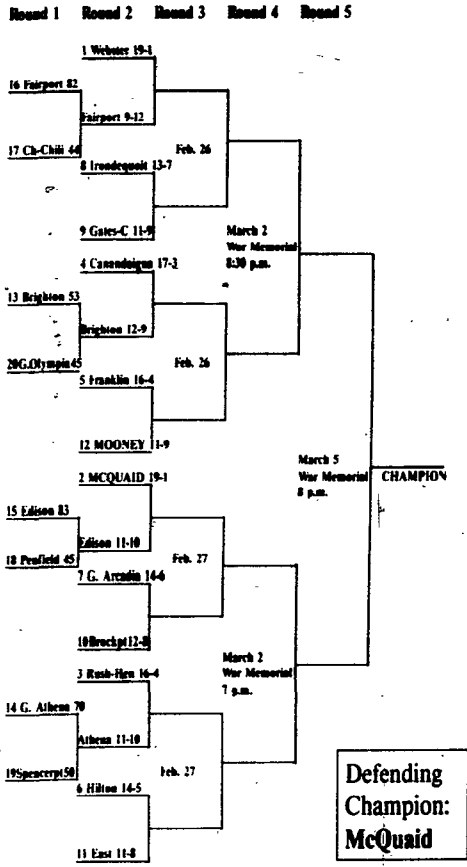 Round 1 Round 2 Round 3 Round 4 Round 5
1 Webster 19-1
16 Fairport 82
Fairport 9-12
17 Ch-Chili 44
Feb. 26
8 Irondequoit 13-7
9 Gates-C 11-9
March 2
War Memorial
8:30 p.m.
4 Canandaigua 17-3
13 Brighton 53
Brighton 12-9
20G.Olympia45
Feb. 26
5 Franklin 16-4
12 MOONEY 11-9
March 5
War Memorial
8 p.m.
CHAMPION
2 MCQUAID 19-1
15 Edison 83
Edison 11-10
18 Penfield 45
Feb. 27
7 G. Arcadia 14-6
10Brockpt12-8
March 2
War Memorial
7 p.m.
3 Rush-Hen 16-4
14 G. Athena 70
Athena 11-10
19Spencerpt50
Feb. 27
6 Hilton 14-5
11 East 11-8
Defending
Champion:
McQuaid